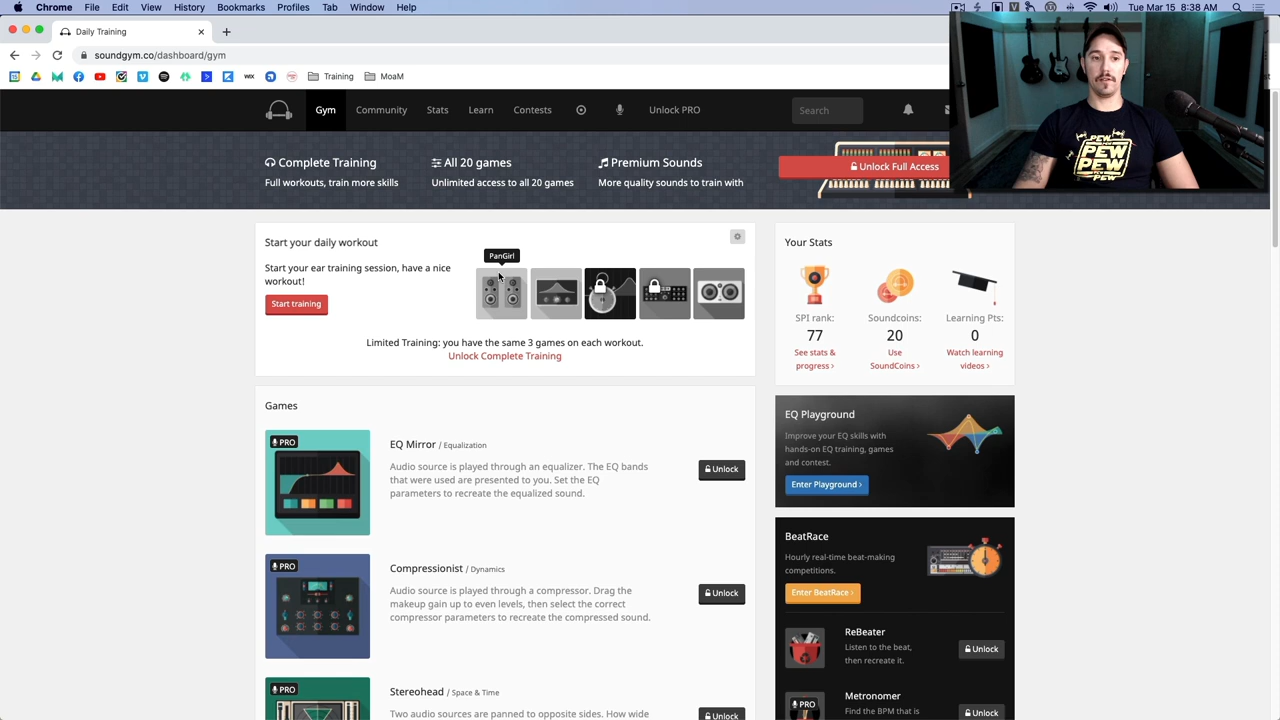 Chrome File Edit View History Bookmarks Profiles Tab Window Help
Tue Mar 15 8:38 AM
Daily Training
soundgym.co/dashboard/gym
Training MoaM
Gym Community Stats Learn Contests Unlock PRO Search
Complete Training
Full workouts, train more skills
All 20 games
Unlimited access to all 20 games
Premium Sounds
More quality sounds to train with
Unlock Full Access
PEW
PEW
PEW
Start your daily workout
PanGirl
Start your ear training session, have a nice
workout!
Start training
Limited Training: you have the same 3 games on each workout.
Unlock Complete Training
Your Stats
SPI rank:
77
See stats &
progress ›
Soundcoins:
20
Use
SoundCoins ›
Learning Pts:
0
Watch learning
videos ›
Games
PRO
EQ Mirror / Equalization
Audio source is played through an equalizer. The EQ bands
that were used are presented to you. Set the EQ
parameters to recreate the equalized sound.
Unlock
PRO
Compressionist / Dynamics
Audio source is played through a compressor. Drag the
makeup gain up to even levels, then select the correct
compressor parameters to recreate the compressed sound.
Unlock
PRO
Stereohead / Space & Time
Two audio sources are panned to opposite sides. How wide
Unlock
EQ Playground
Improve your EQ skills with
hands-on EQ training, games
and contest.
Enter Playground ›
BeatRace
Hourly real-time beat-making
competitions.
Enter BeatRace ›
ReBeater
Listen to the beat,
then recreate it.
Unlock
PRO
Metronomer
Find the BPM that is
Unlock